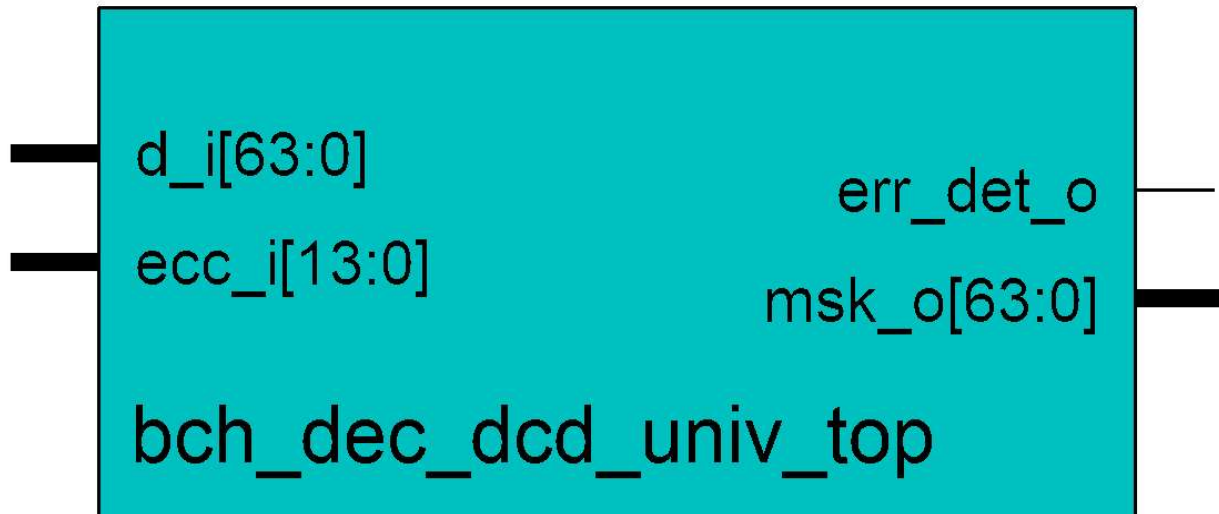 d_i[63:0]
err_det_o
ecc_i[13:0]
msk_o[63:0]
bch_dec_dcd_univ_top